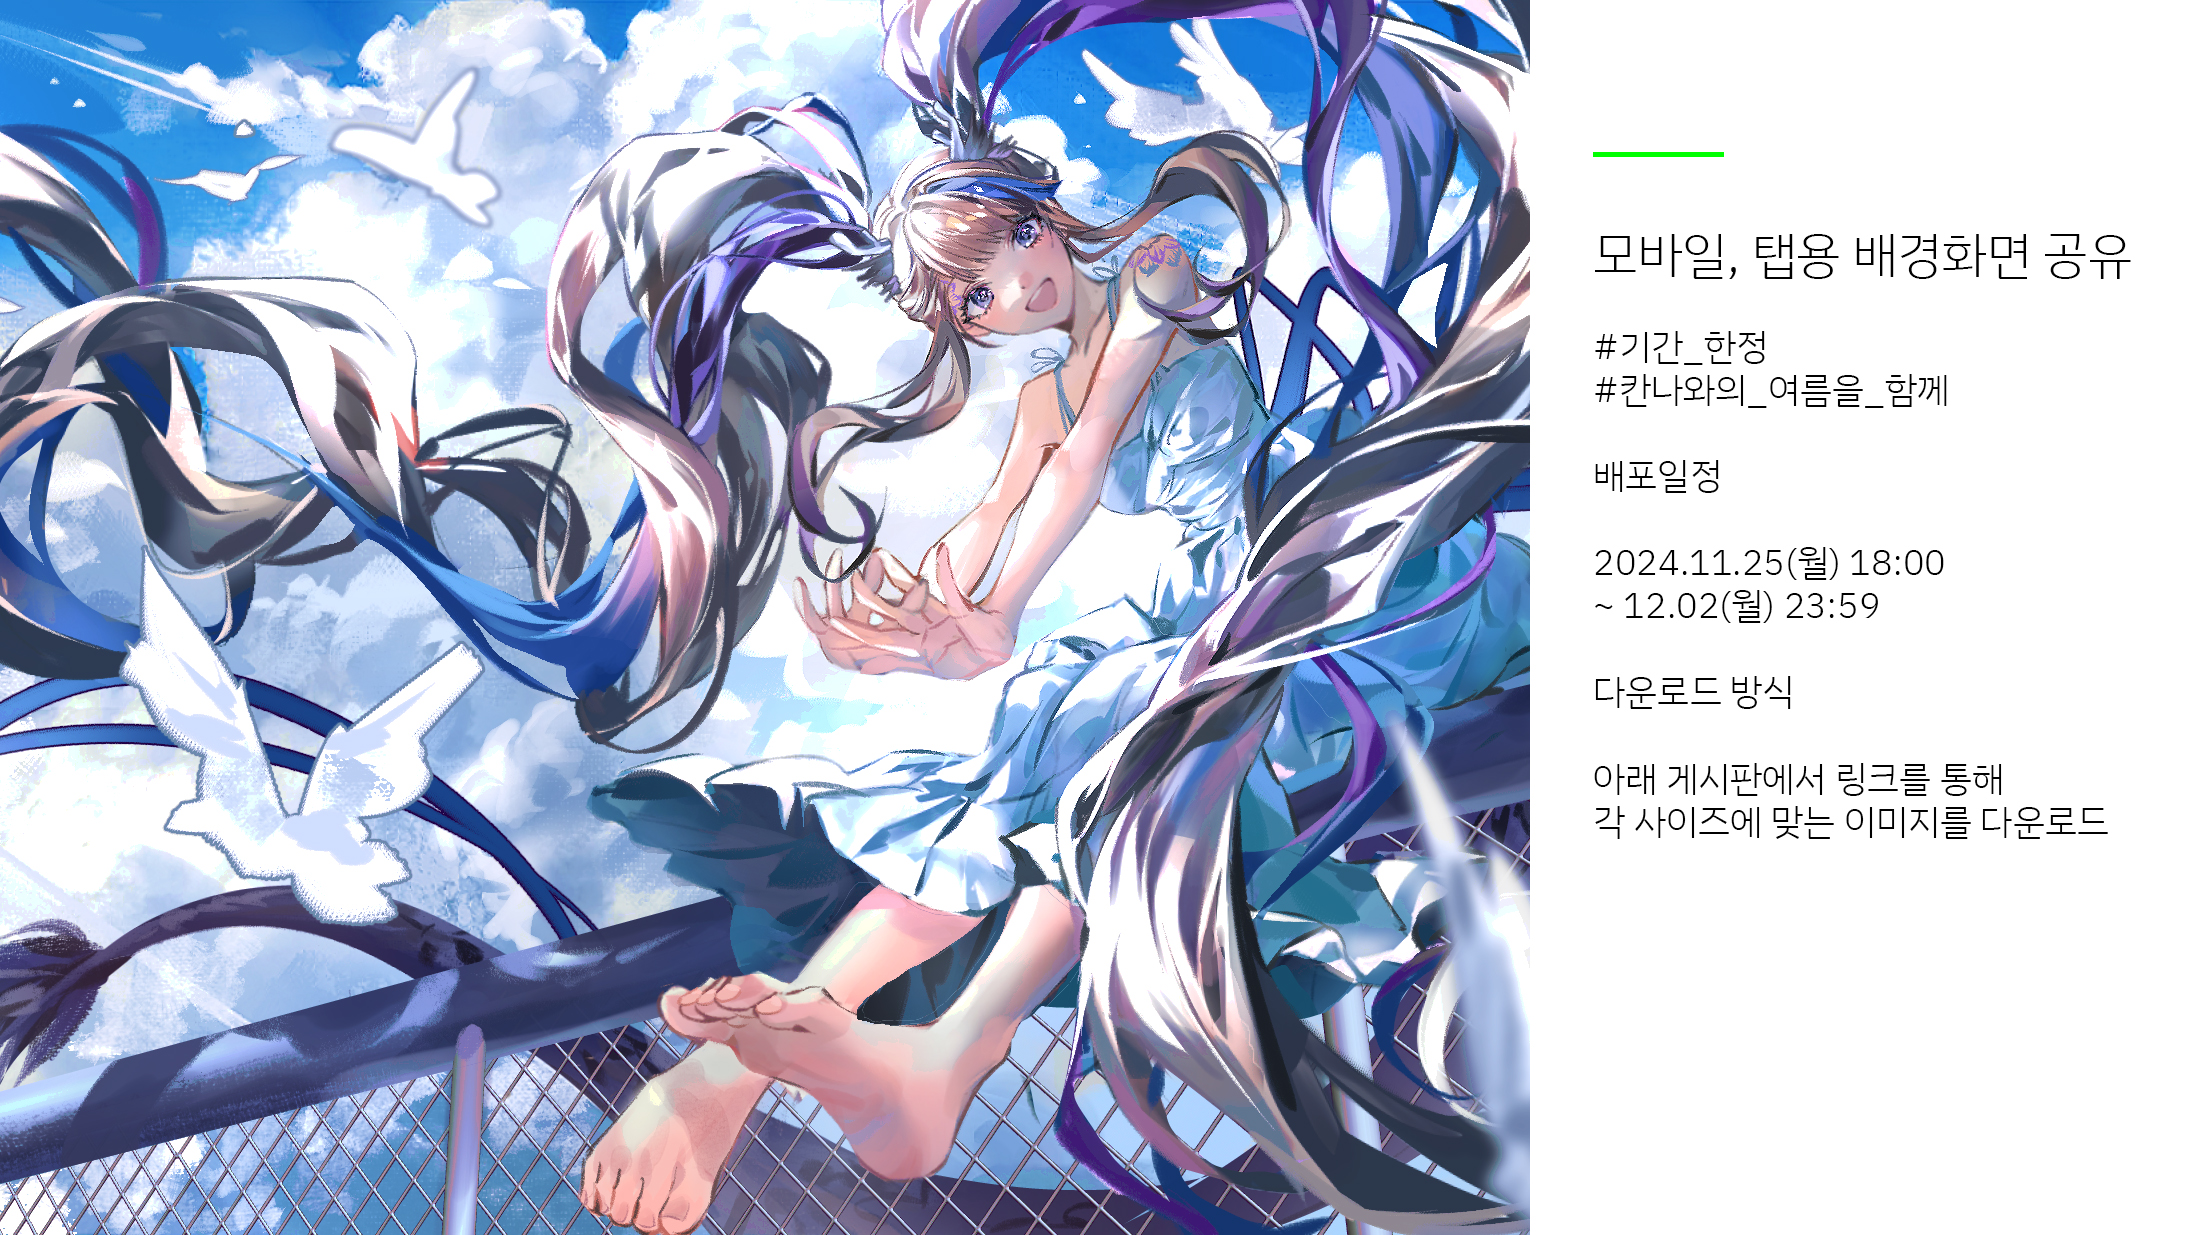 모바일, 탭용 배경화면 공유
#기간_한정
#칸나와의_여름을_함께
배포일정
2024.11.25(월) 18:00
~ 12.02(월) 23:59
다운로드 방식
아래 게시판에서 링크를 통해
각 사이즈에 맞는 이미지를 다운로드